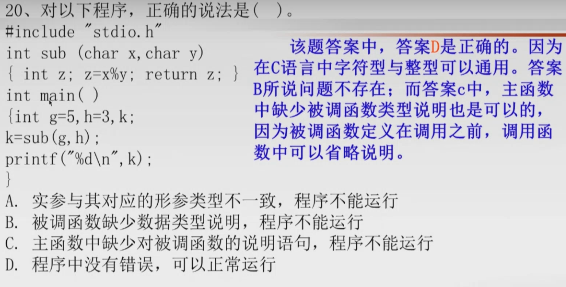 20、对以下程序，正确的说法是( )。
#include "stdio.h"
int sub (char x,char y)
{ int z; z=x%y; return z; }
int main( )
{int g=5,h=3,k;
k=sub(g,h);
printf("%d\n",k);
}
该题答案中，答案D是正确的。因为
在C语言中字符型与整型可以通用。答案
B所说问题不存在；而答案c中，主函数
中缺少被调函数类型说明也是可以的，
因为被调函数定义在调用之前，调用函
数中可以省略说明。
A. 实参与其对应的形参类型不一致，程序不能运行
B. 被调函数缺少数据类型说明，程序不能运行
C. 主函数中缺少对被调函数的说明语句，程序不能运行
D. 程序中没有错误，可以正常运行